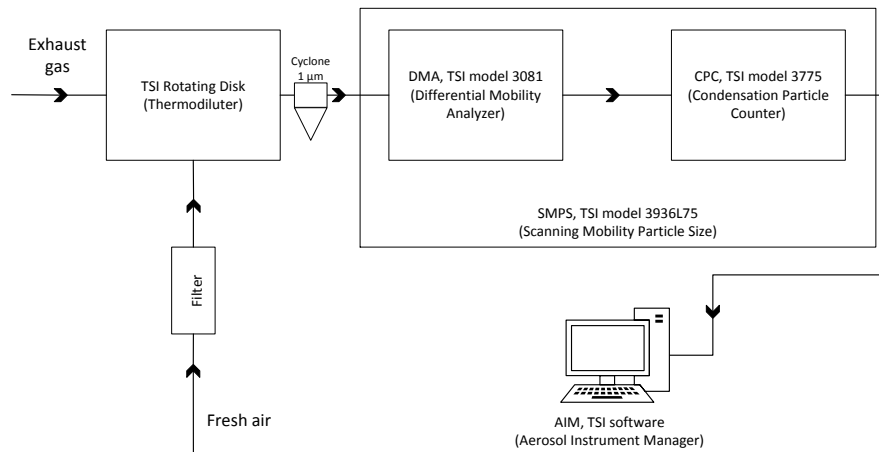 Exhaust
gas
TSI Rotating Disk
(Thermodiluter)
Cyclone
1 µm
DMA, TSI model 3081
(Differential Mobility
Analyzer)
CPC, TSI model 3775
(Condensation Particle
Counter)
SMPS, TSI model 3936L75
(Scanning Mobility Particle Size)
Filter
Fresh air
AIM, TSI software
(Aerosol Instrument Manager)